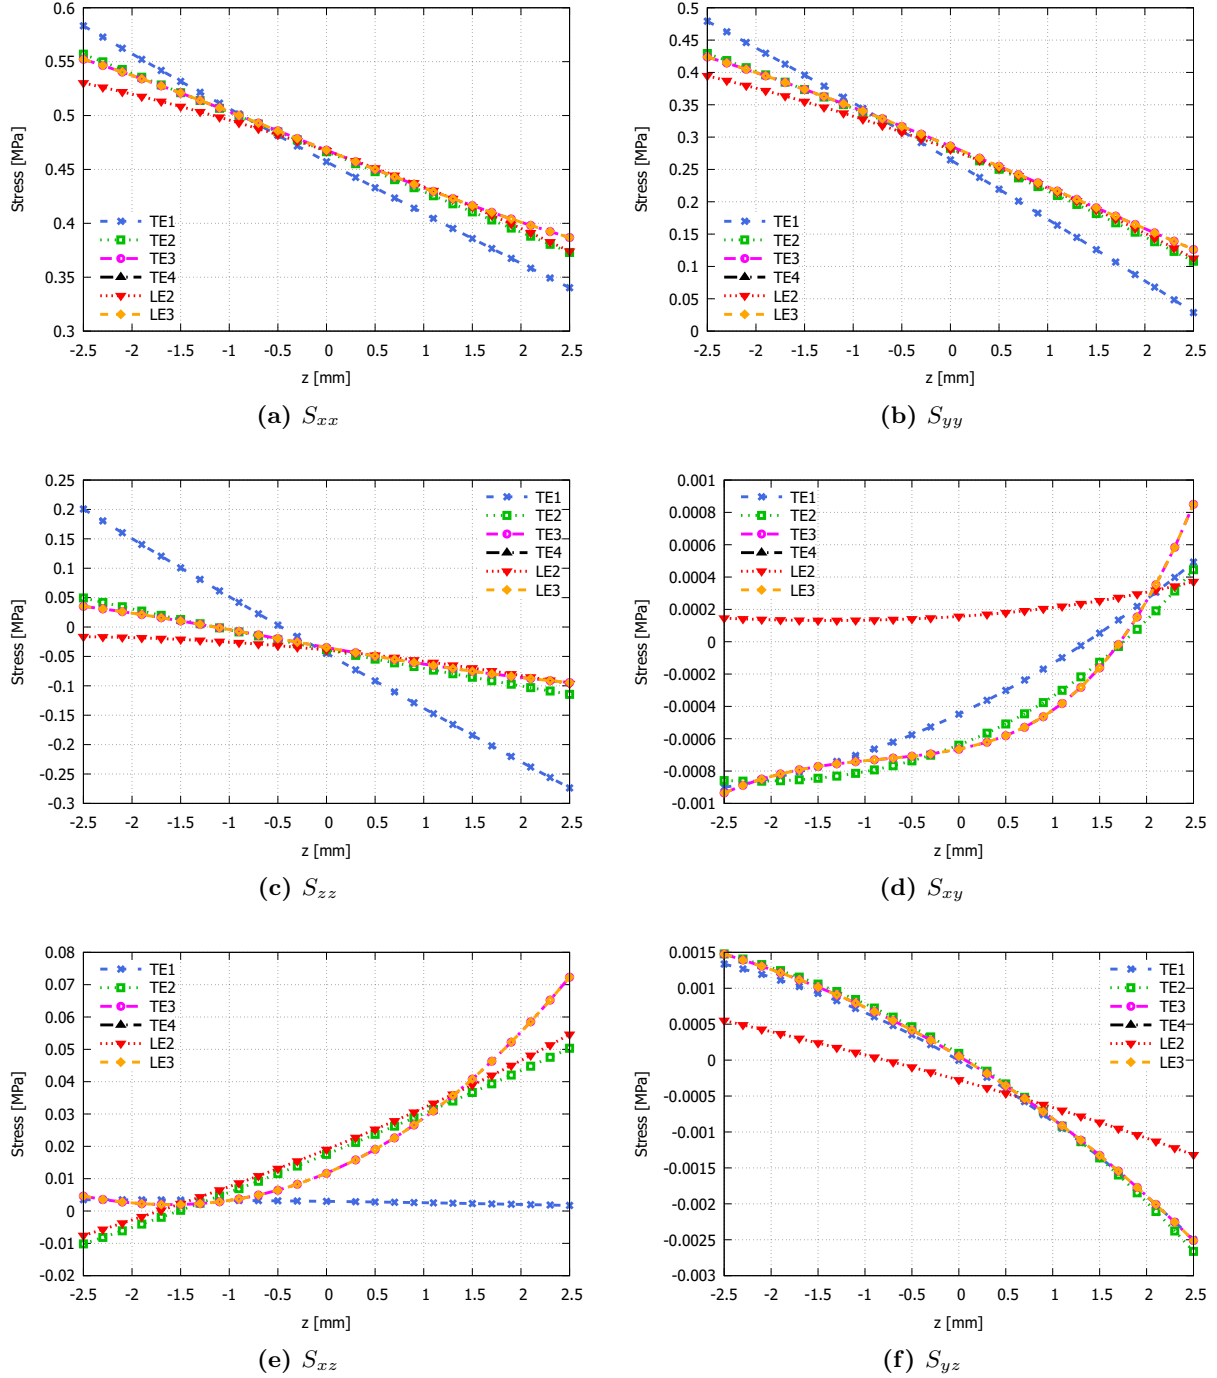 0.6
0.55
0.5
0.45
0.4
0.35
0.3
Stress [MPa]
TE1
TE2
TE3
TE4
LE2
LE3
-2.5 -2 -1.5 -1 -0.5 0 0.5 1 1.5 2 2.5
z [mm]
(a) Sxx
0.5
0.45
0.4
0.35
0.3
0.25
0.2
0.15
0.1
0.05
0
Stress [MPa]
TE1
TE2
TE3
TE4
LE2
LE3
-2.5 -2 -1.5 -1 -0.5 0 0.5 1 1.5 2 2.5
z [mm]
(b) Syy
0.25
0.2
0.15
0.1
0.05
0
-0.05
-0.1
-0.15
-0.2
-0.25
-0.3
Stress [MPa]
TE1
TE2
TE3
TE4
LE2
LE3
-2.5 -2 -1.5 -1 -0.5 0 0.5 1 1.5 2 2.5
z [mm]
(c) Szz
0.001
0.0008
0.0006
0.0004
0.0002
0
-0.0002
-0.0004
-0.0006
-0.0008
-0.001
Stress [MPa]
TE1
TE2
TE3
TE4
LE2
LE3
-2.5 -2 -1.5 -1 -0.5 0 0.5 1 1.5 2 2.5
z [mm]
(d) Sxy
0.08
0.07
0.06
0.05
0.04
0.03
0.02
0.01
0
-0.01
-0.02
Stress [MPa]
TE1
TE2
TE3
TE4
LE2
LE3
-2.5 -2 -1.5 -1 -0.5 0 0.5 1 1.5 2 2.5
z [mm]
(e) Sxz
0.0015
0.001
0.0005
0
-0.0005
-0.001
-0.0015
-0.002
-0.0025
-0.003
Stress [MPa]
TE1
TE2
TE3
TE4
LE2
LE3
-2.5 -2 -1.5 -1 -0.5 0 0.5 1 1.5 2 2.5
z [mm]
(f) Syz